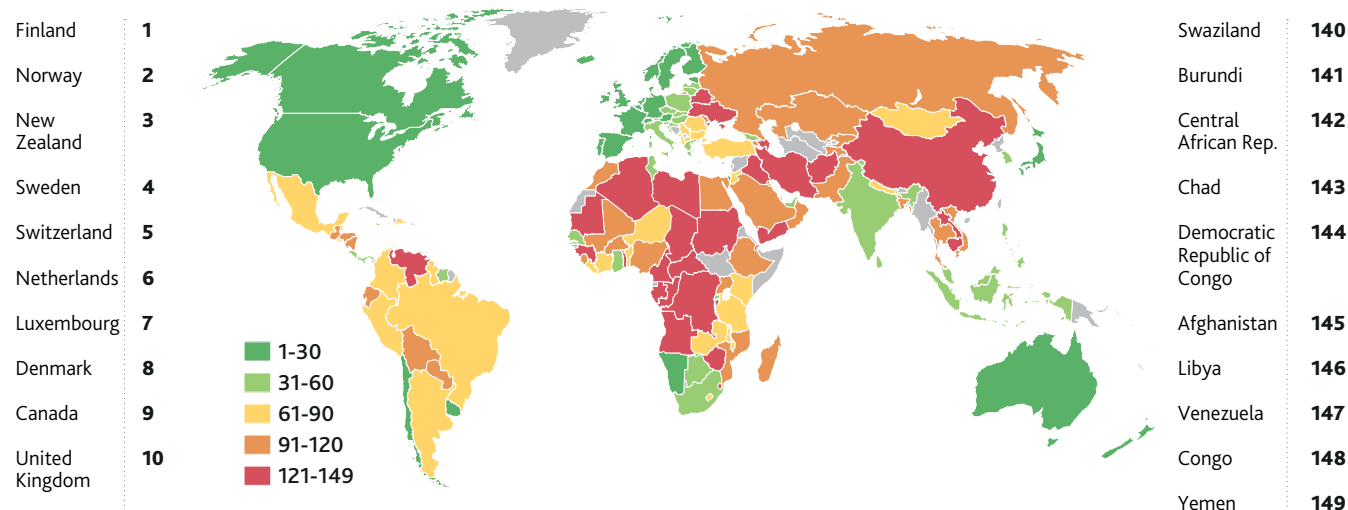 Finland 1
Norway 2
New 3
Zealand
Sweden 4
Switzerland 5
Netherlands 6
Luxembourg 7
Denmark 8
Canada 9
United 10
Kingdom
1-30
31-60
61-90
91-120
121-149
Swaziland 140
Burundi 141
Central 142
African Rep.
Chad 143
Democratic 144
Republic of
Congo
Afghanistan 145
Libya 146
Venezuela 147
Congo 148
Yemen 149